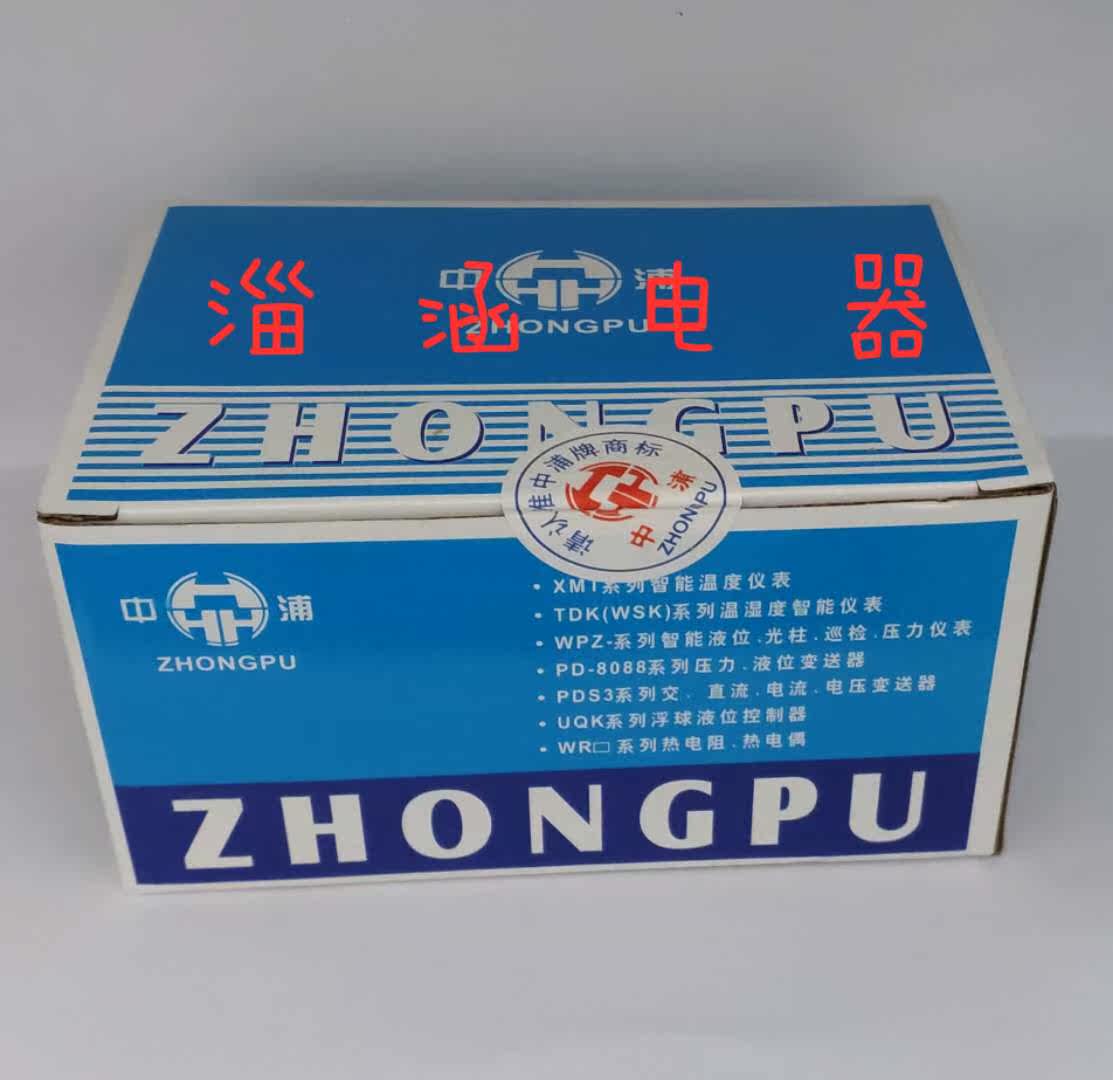 中 浦
ZHONGPU
淄涵电器
ZHONGPU
请认准中浦牌商标
中浦
ZHONGPU
中 浦
ZHONGPU
• XMT系列智能温度仪表
• TDK(WSK)系列温湿度智能仪表
• WPZ-系列智能液位.光柱.巡检.压力仪表
• PD-8088系列压力.液位变送器
• PDS3系列交.直流.电流.电压变送器
• UQK系列浮球液位控制器
• WR□系列热电阻.热电偶
ZHONGPU